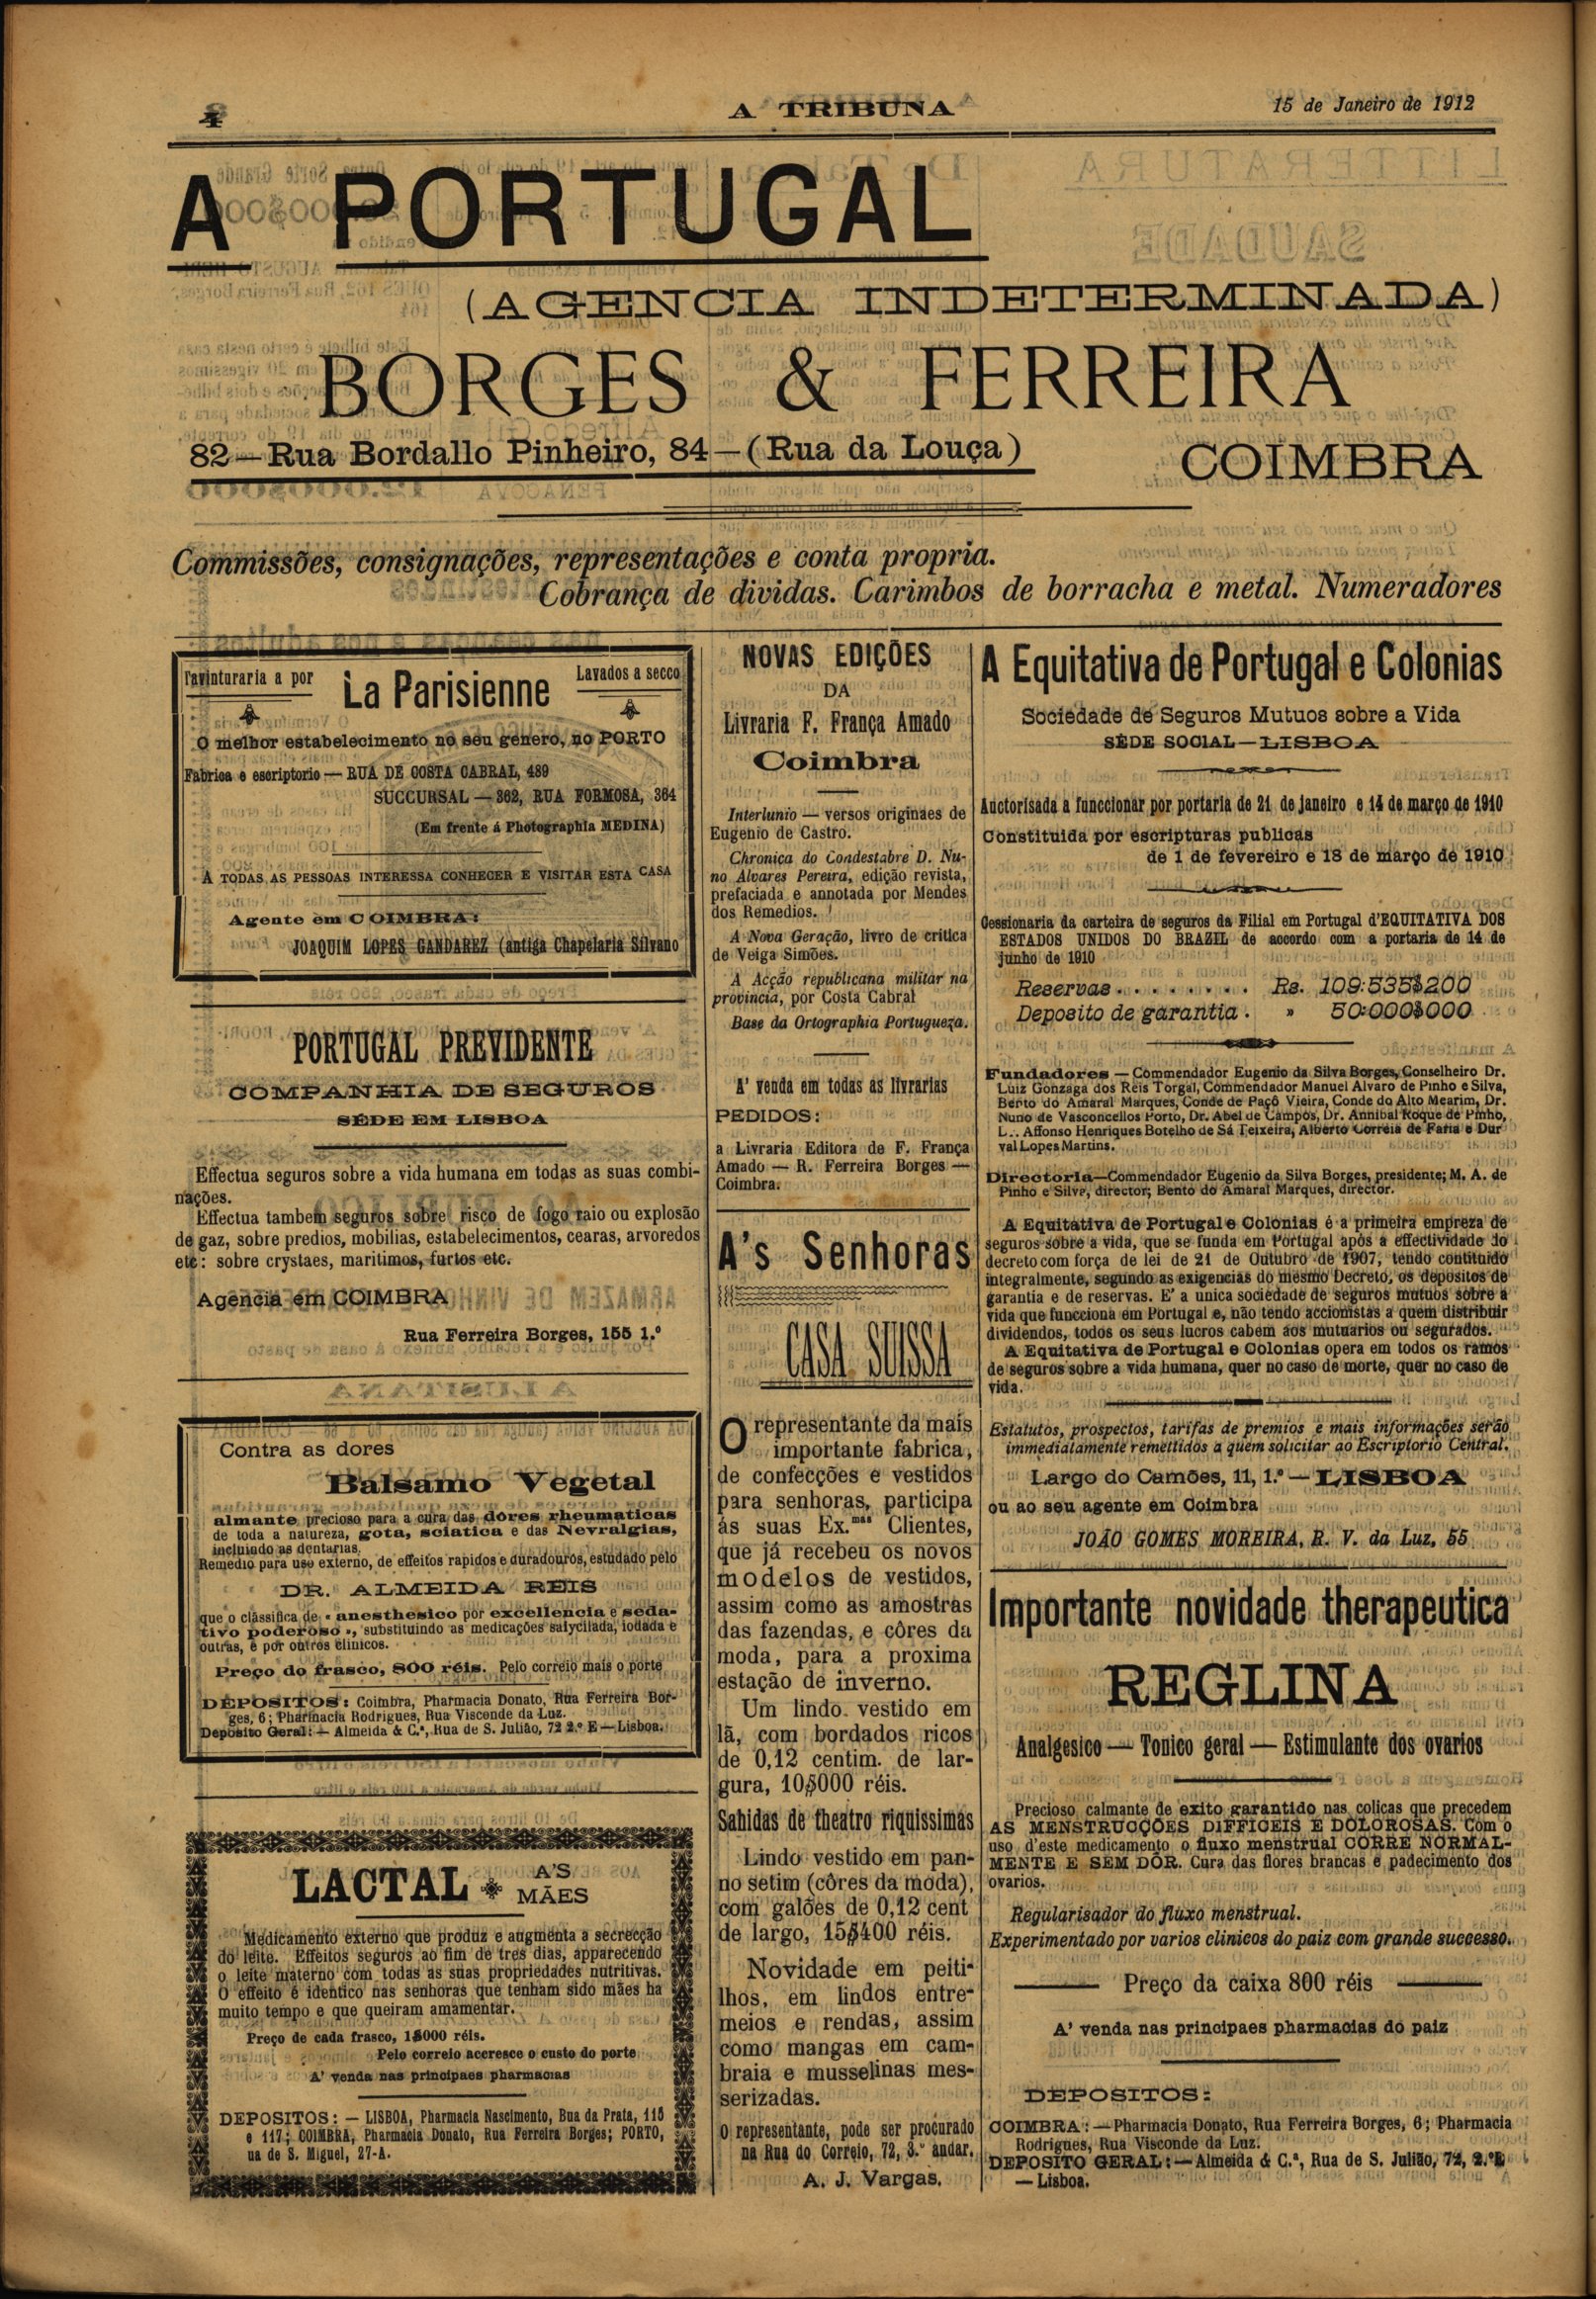 4
A TRIBUNA
15 de Janeiro de 1912
A PORTUGAL
(AGENCIA INDETERMINADA)
BORGES & FERREIRA
82—Rua Bordallo Pinheiro, 84—(Rua da Louça)
COIMBRA
Commissões, consignações, representações e conta propria.
Cobrança de dividas. Carimbos de borracha e metal. Numeradores
Tavinturaria a por
La Parisienne
Lavados a secco
O melhor estabelecimento no seu genero, no PORTO
Fabrica e escriptorio — RUA DE COSTA CABRAL, 489
SUCCURSAL — 362, RUA FORMOSA, 364
(Em frente á Photographia MEDINA)
A TODAS AS PESSOAS INTERESSA CONHECER E VISITAR ESTA CASA
Agente em COIMBRA:
JOAQUIM LOPES GANDAREZ (antiga Chapelaria Silvano
PORTUGAL PREVIDENTE
COMPANHIA DE SEGUROS
SÉDE EM LISBOA
Effectua seguros sobre a vida humana em todas as suas combi-
nações.
Effectua tambem seguros sobre risco de fogo raio ou explosão
de gaz, sobre predios, mobilias, estabelecimentos, cearas, arvoredos
etc: sobre crystaes, maritimos, furtos etc.
Agencia em COIMBRA
Rua Ferreira Borges, 155 1.º
Contra as dores
Balsamo Vegetal
almante precioso para a cura das dôres rheumaticas
de toda a natureza, gota, sciatica e das Nevralgias,
incluindo as dentarias.
Remedio para uso externo, de effeitos rapidos e duradouros, estudado pelo
DR. ALMEIDA REIS
que o classifica de « anesthesico por excellencia e seda-
tivo poderoso », substituindo as medicações salycilada, iodada e
outras, e por outros clinicos.
Preço do frasco, 800 réis. Pelo correio mais o porte
DEPOSITOS: Coimbra, Pharmacia Donato, Rua Ferreira Bor-
ges, 6; Pharmacia Rodrigues, Rua Visconde da Luz.
Deposito Geral: — Almeida & C.ª, Rua de S. Julião, 72 2.º E — Lisboa.
LACTAL A'S
MÃES
Medicamento externo que produz e augmenta a secrecção
do leite. Effeitos seguros ao fim de tres dias, apparecendo
o leite materno com todas as suas propriedades nutritivas.
O effeito é identico nas senhoras que tenham sido mães ha
muito tempo e que queiram amamentar.
Preço de cada frasco, 1$000 réis.
Pelo correio accresce o custo do porte
A' venda nas principaes pharmacias
DEPOSITOS: — LISBOA, Pharmacia Nascimento, Bua da Prata, 115
e 117; COIMBRA, Pharmacia Donato, Rua Ferreira Borges; PORTO,
ua de S. Miguel, 27-A.
NOVAS EDIÇÕES
DA
Livraria F. França Amado
Coimbra
Interlunio — versos originaes de
Eugenio de Castro.
Chronica do Condestabre D. Nu-
no Alvares Pereira, edição revista,
prefaciada e annotada por Mendes
dos Remedios.
A Nova Geração, livro de critica
de Veiga Simões.
A Acção republicana militar na
provincia, por Costa Cabral
Base da Ortographia Portugueza.
A' venda em todas as livrarias
PEDIDOS:
a Livraria Editora de F. França
Amado — R. Ferreira Borges —
Coimbra.
A's Senhoras
CASA SUISSA
O representante da mais
importante fabrica,
de confecções e vestidos
para senhoras, participa
ás suas Ex.mas Clientes,
que já recebeu os novos
modelos de vestidos,
assim como as amostras
das fazendas, e côres da
moda, para a proxima
estação de inverno.
Um lindo vestido em
lã, com bordados ricos
de 0,12 centim. de lar-
gura, 10$000 réis.
Sahidas de theatro riquissimas
Lindo vestido em pan-
no setim (côres da moda),
com galões de 0,12 cent
de largo, 15$400 réis.
Novidade em peiti-
lhos, em lindos entre-
meios e rendas, assim
como mangas em cam-
braia e musselinas mes-
serizadas.
O representante, pode ser procurado
na Rua do Correio, 72, 3.º andar.
A. J. Vargas.
A Equitativa de Portugal e Colonias
Sociedade de Seguros Mutuos sobre a Vida
SÉDE SOCIAL—LISBOA
Auctorisada a funccionar por portaria de 21 de janeiro e 14 de março de 1910
Constituida por escripturas publicas
de 1 de fevereiro e 18 de março de 1910
Cessionaria da carteira de seguros da Filial em Portugal d'EQUITATIVA DOS
ESTADOS UNIDOS DO BRAZIL de accordo com a portaria de 14 de
junho de 1910
Reservas . . . . . . . . Rs. 109:535$200
Deposito de garantia . » 50:000$000
Fundadores — Commendador Eugenio da Silva Borges, Conselheiro Dr.
Luiz Gonzaga dos Reis Torgal, Commendador Manuel Alvaro de Pinho e Silva,
Bento do Amaral Marques, Conde de Paçô Vieira, Conde do Alto Mearim, Dr.
Nuno de Vasconcellos Porto, Dr. Abel de Campos, Dr. Annibal Roque de Pinho,
L.. Affonso Henriques Botelho de Sá Teixeira, Alberto Correia de Faria e Dur
val Lopes Martins.
Directoria—Commendador Eugenio da Silva Borges, presidente; M. A. de
Pinho e Silva, director; Bento do Amaral Marques, director.
A Equitativa de Portugal e Colonias é a primeira empreza de
seguros sobre a vida, que se funda em Portugal após a effectividade do
decreto com força de lei de 21 de Outubro de 1907, tendo contituido
integralmente, segundo as exigencias do mesmo Decreto, os depositos de
garantia e de reservas. E' a unica sociedade de seguros mutuos sobre a
vida que funcciona em Portugal e, não tendo accionistas a quem distribuir
dividendos, todos os seus lucros cabem aos mutuarios ou segurados.
A Equitativa de Portugal e Colonias opera em todos os ramos
de seguros sobre a vida humana, quer no caso de morte, quer no caso de
vida.
Estatutos, prospectos, tarifas de premios e mais informações serão
immediatamente remettidos a quem solicitar ao Escriptorio Central.
Largo do Camões, 11, 1.º — LISBOA
ou ao seu agente em Coimbra
JOÃO GOMES MOREIRA, R. V. da Luz, 55
Importante novidade therapeutica
REGLINA
Analgesico — Tonico geral — Estimulante dos ovarios
Precioso calmante de exito garantido nas colicas que precedem
AS MENSTRUCÇÕES DIFFICEIS E DOLOROSAS. Com o
uso d'este medicamento o fluxo menstrual CORRE NORMAL-
MENTE E SEM DÔR. Cura das flores brancas e padecimento dos
ovarios.
Regularisador do fluxo menstrual.
Experimentado por varios clinicos do paiz com grande successo.
Preço da caixa 800 réis
A' venda nas principaes pharmacias do paiz
DEPOSITOS:
COIMBRA: — Pharmacia Donato, Rua Ferreira Borges, 6; Pharmacia
Rodrigues, Rua Visconde da Luz.
DEPOSITO GERAL: — Almeida & C.ª, Rua de S. Julião, 72, 2.º E
— Lisboa.